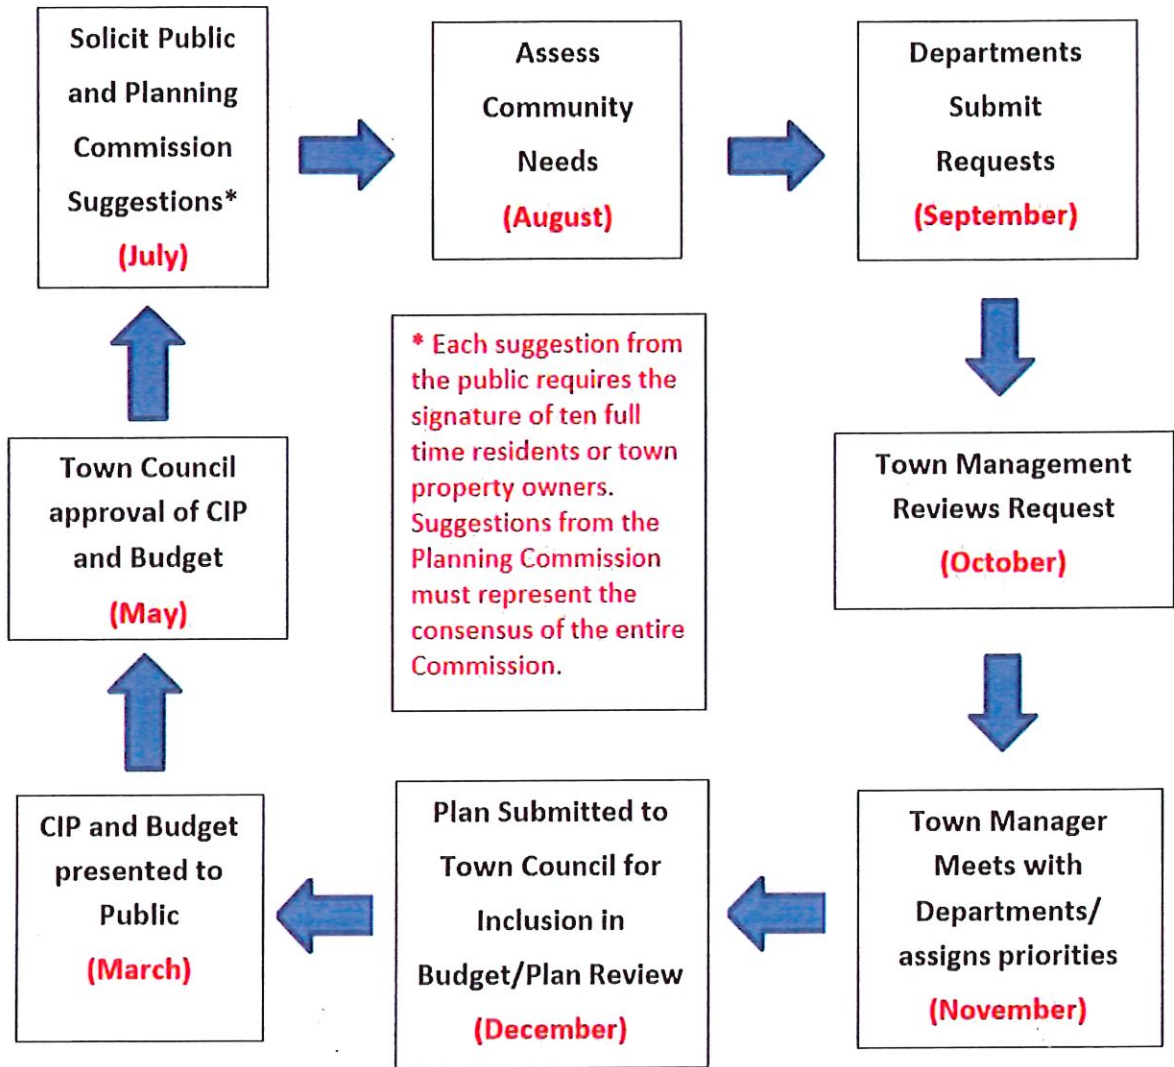 Solicit Public
and Planning
Commission
Suggestions*
(July)
Assess
Community
Needs
(August)
Departments
Submit
Requests
(September)
* Each suggestion from
the public requires the
signature of ten full
time residents or town
property owners.
Suggestions from the
Planning Commission
must represent the
consensus of the entire
Commission.
Town Management
Reviews Request
(October)
Town Manager
Meets with
Departments/
assigns priorities
(November)
Plan Submitted to
Town Council for
Inclusion in
Budget/Plan Review
(December)
CIP and Budget
presented to
Public
(March)
Town Council
approval of CIP
and Budget
(May)